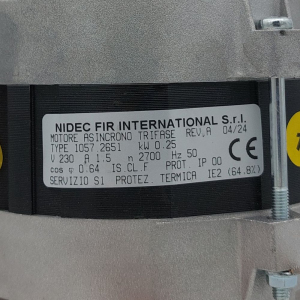 NIDEC FIR INTERNATIONAL S.r.l.
MOTORE ASINCRONO TRIFASE REV.A 04/24
TYPE 1057.2651 kW 0.25
V 230 A 1.5 n 2700 Hz 50
cos φ 0.64 IS.CL.F PROT. IP 00
SERVIZIO S1 PROTEZ. TERMICA IE2 (64.8%)
CE